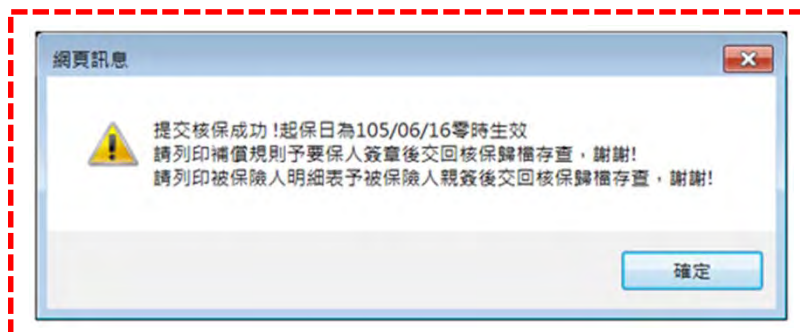 網頁訊息
提交核保成功 !起保日為105/06/16零時生效
請列印補償規則予要保人簽章後交回核保歸檔存查，謝謝!
請列印被保險人明細表予被保險人親簽後交回核保歸檔存查，謝謝!
確定